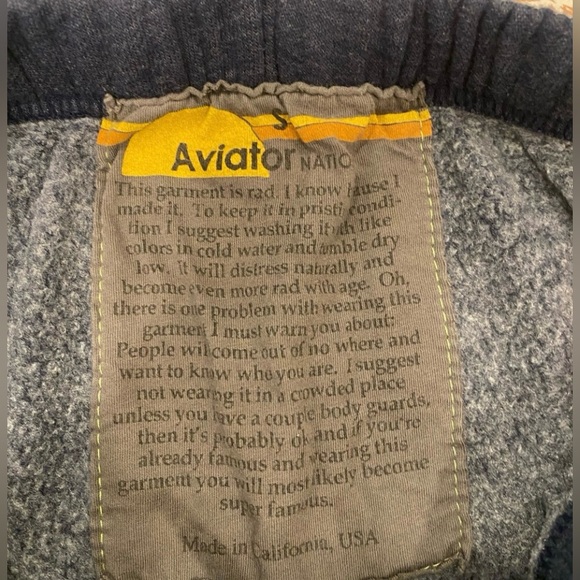 S
Aviator NATIO
This garment is rad. I know 'cause I
made it. To keep it in pristi condi-
tion I suggest washing it with like
colors in cold water and tumble dry
low. It will distress naturally and
become even more rad with age. Oh,
there is one problem with wearing this
garment I must warn you about:
People will come out of no where and
want to know who you are. I suggest
not wearing it in a crowded place
unless you have a couple body guards,
then it's probably ok and if you're
already famous and wearing this
garment you will most likely become
super famous.
Made in California, USA